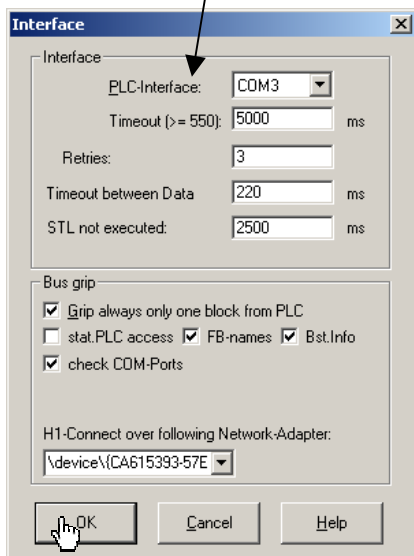 Interface
Interface
PLC-Interface: COM3
Timeout (>= 550): 5000 ms
Retries: 3
Timeout between Data 220 ms
STL not executed: 2500 ms
Bus grip
Grip always only one block from PLC
stat.PLC access FB-names Bst.Info
check COM-Ports
H1-Connect over following Network-Adapter:
\device\{CA615393-57E
OK Cancel Help